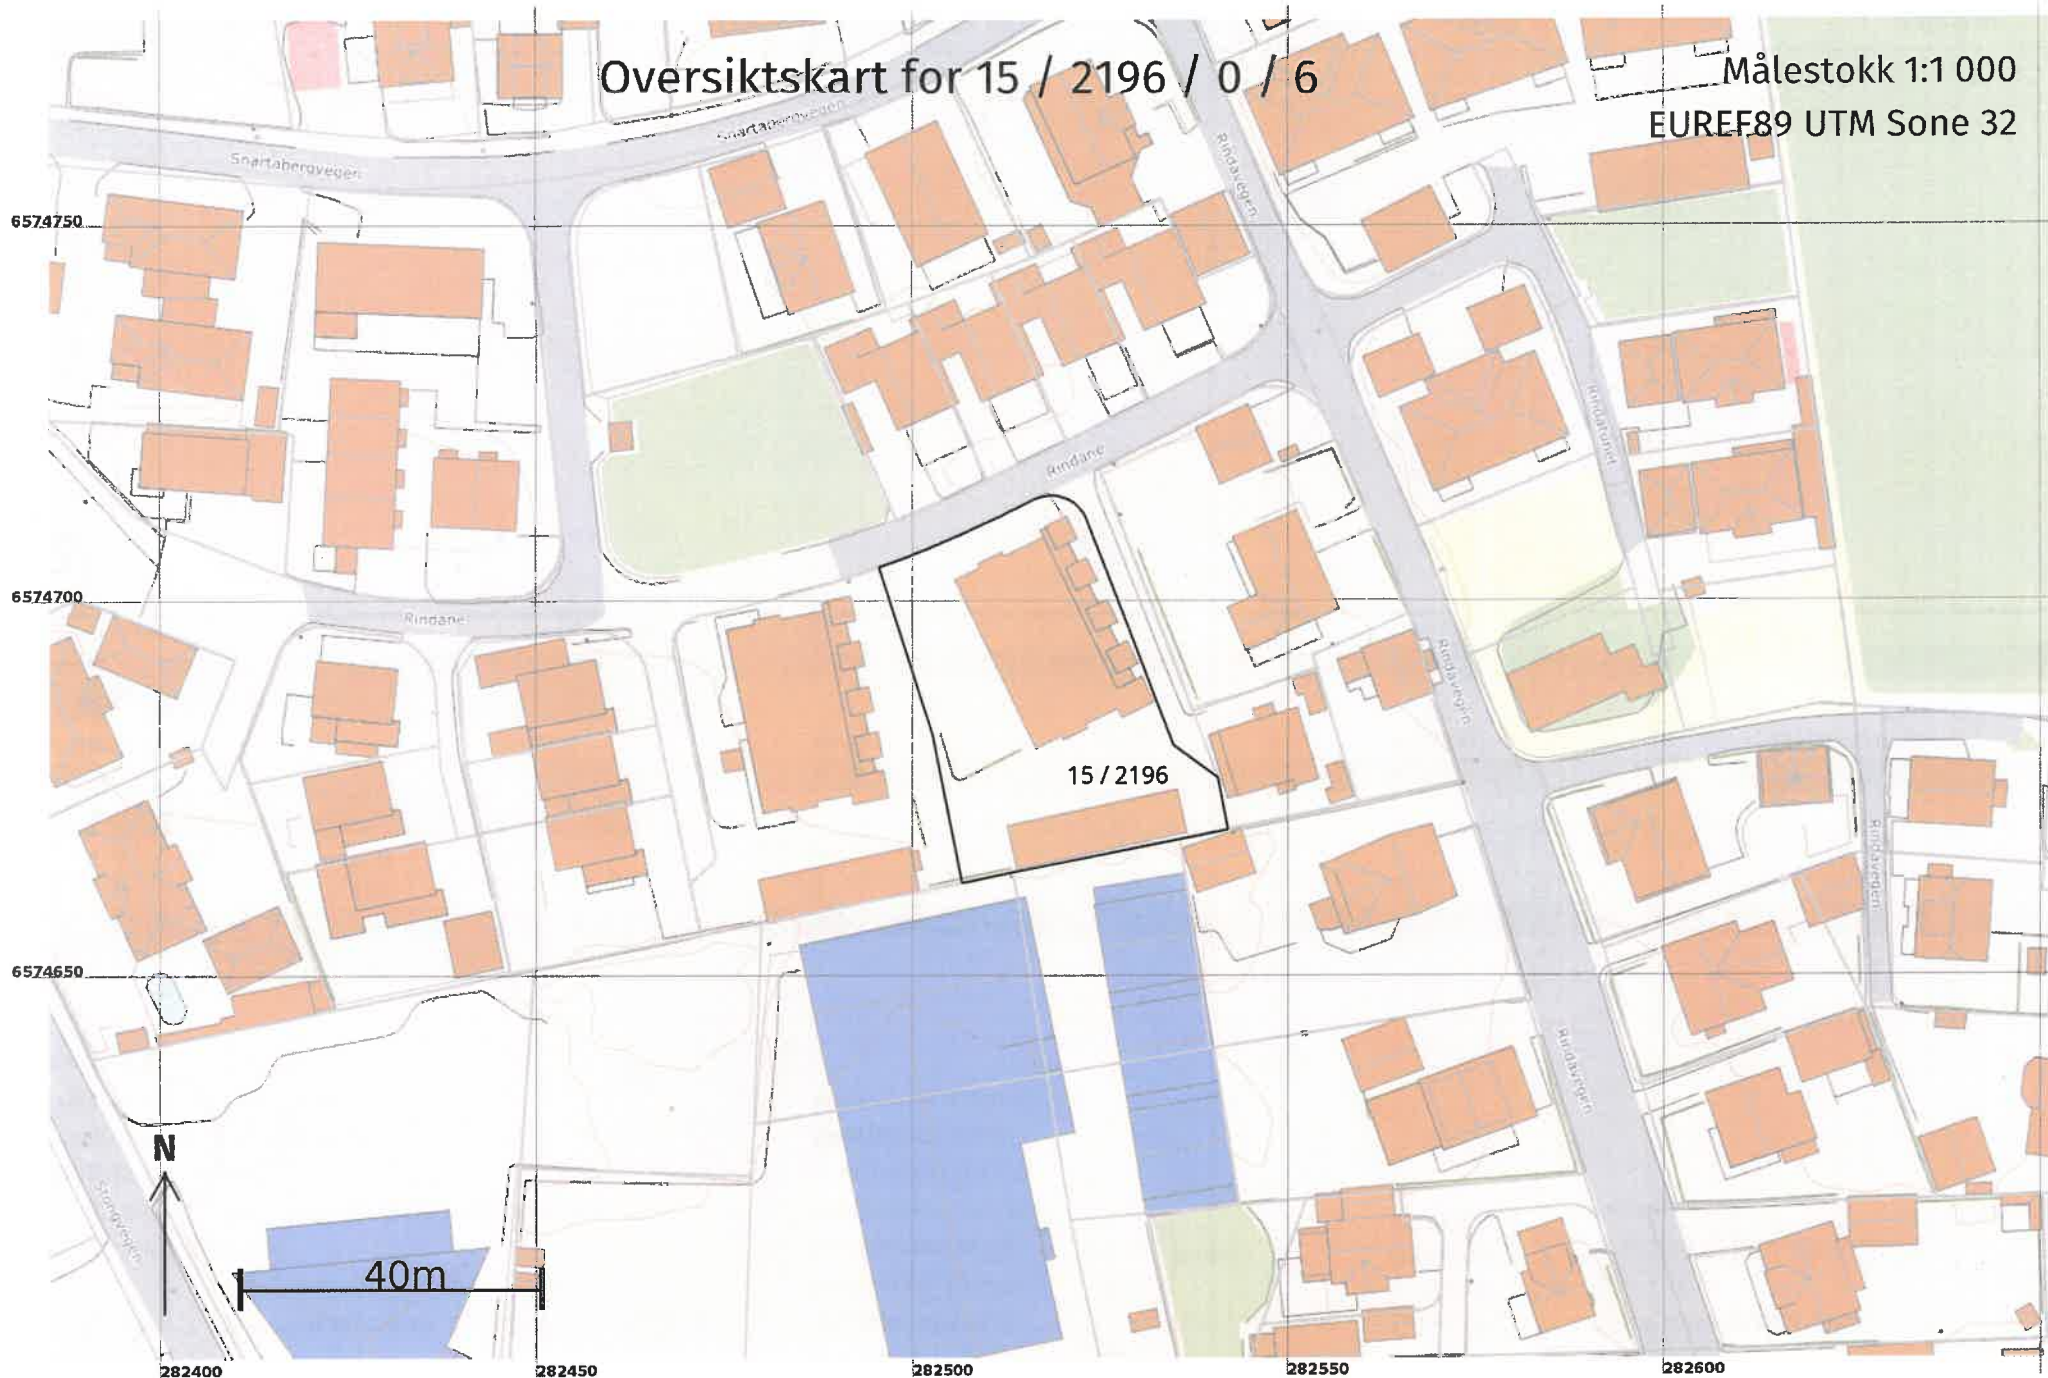 Oversiktskart for 15 / 2196 / 0 / 6
Målestokk 1:1 000
EUREF89 UTM Sone 32
Snartabergvegen
Snartabergvegen
Rindavegen
6574750
Rindatunet
Rindane
6574700
Rindane
Rindavegen
15 / 2196
Rindavegen
6574650
Rindavegen
N
Stongvegen
40m
282400
282450
282500
282550
282600